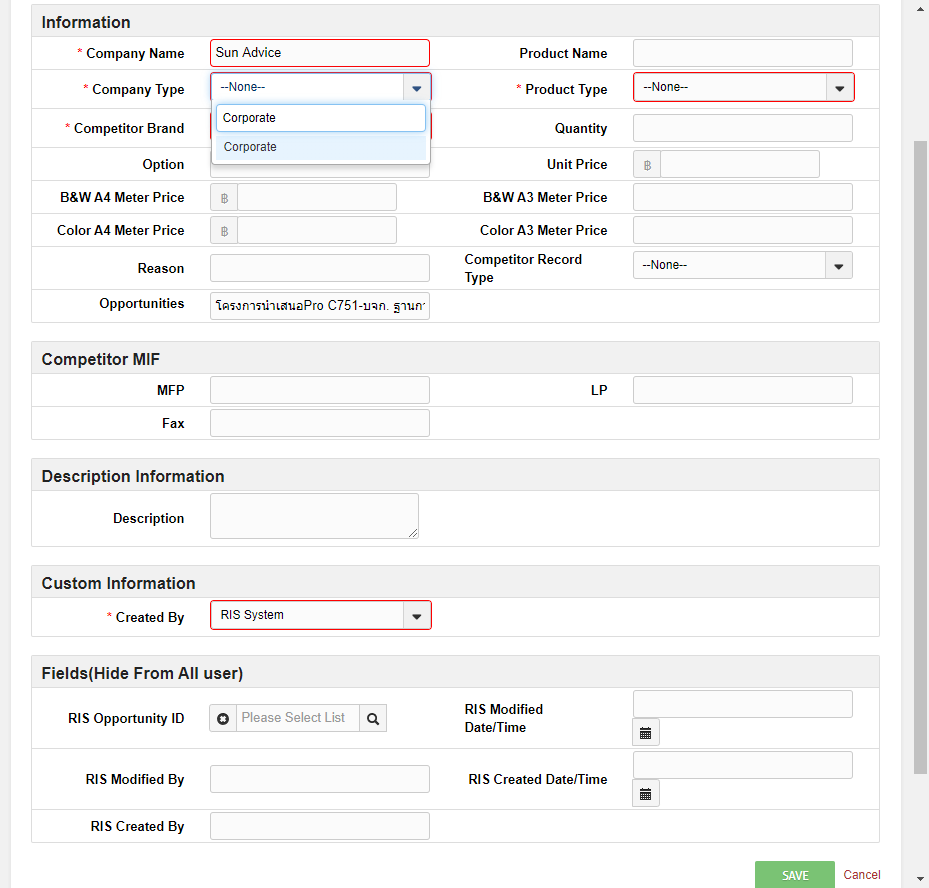 Information
* Company Name
Sun Advice
Product Name
* Company Type
--None--
* Product Type
--None--
Corporate
Corporate
* Competitor Brand
Quantity
Option
Unit Price
฿
B&W A4 Meter Price
฿
B&W A3 Meter Price
Color A4 Meter Price
฿
Color A3 Meter Price
Reason
Competitor Record
Type
--None--
Opportunities
โครงการนำเสนอPro C751-บจก. ฐานกา
Competitor MIF
MFP
LP
Fax
Description Information
Description
Custom Information
* Created By
RIS System
Fields(Hide From All user)
RIS Opportunity ID
Please Select List
RIS Modified
Date/Time
RIS Modified By
RIS Created Date/Time
RIS Created By
SAVE
Cancel